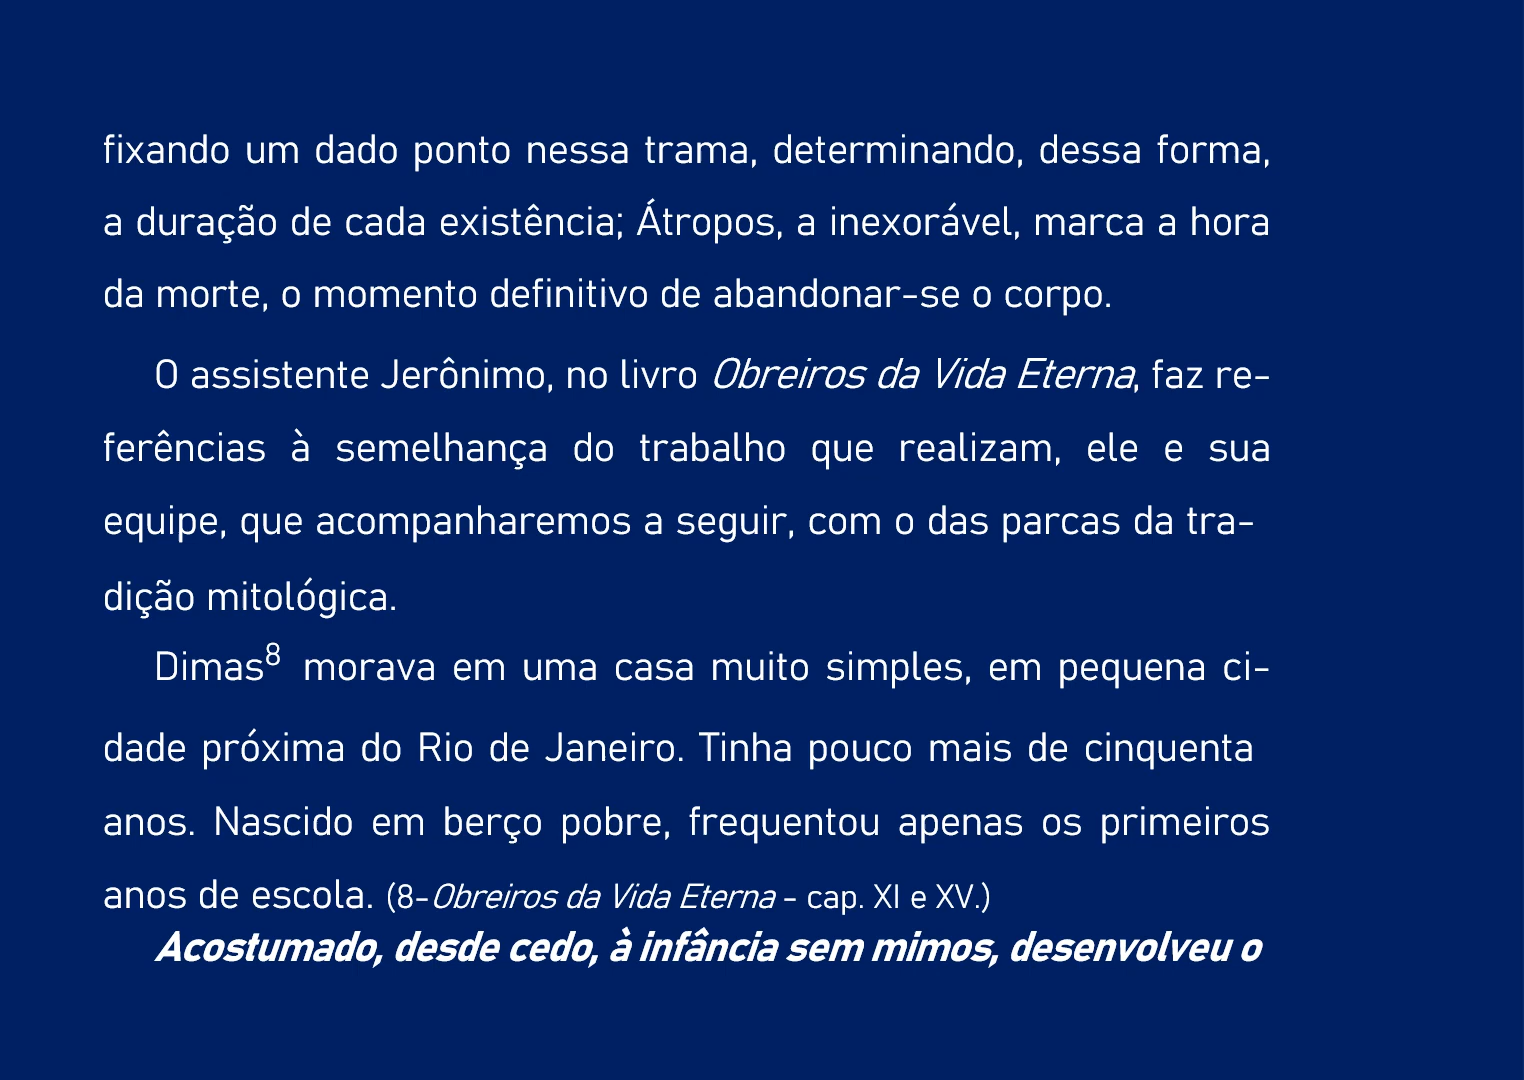 fixando um dado ponto nessa trama, determinando, dessa forma,
a duração de cada existência; Átropos, a inexorável, marca a hora
da morte, o momento definitivo de abandonar-se o corpo.
O assistente Jerônimo, no livro Obreiros da Vida Eterna, faz re-
ferências à semelhança do trabalho que realizam, ele e sua
equipe, que acompanharemos a seguir, com o das parcas da tra-
dição mitológica.
Dimas8 morava em uma casa muito simples, em pequena ci-
dade próxima do Rio de Janeiro. Tinha pouco mais de cinquenta
anos. Nascido em berço pobre, frequentou apenas os primeiros
anos de escola. (8-Obreiros da Vida Eterna - cap. XI e XV.)
Acostumado, desde cedo, à infância sem mimos, desenvolveu o